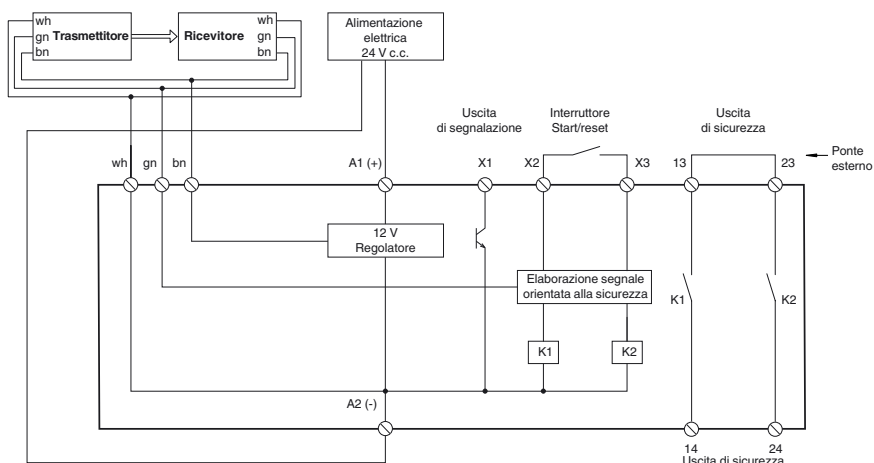 wh
gn Trasmettitore
bn
wh
Ricevitore gn
bn
Alimentazione
elettrica
24 V c.c.
Uscita
di segnalazione
Interruttore
Start/reset
Uscita
di sicurezza
Ponte
esterno
wh gn bn A1 (+) X1 X2 X3 13 23
12 V
Regolatore
Elaborazione segnale
orientata alla sicurezza
K1 K2
K1 K2
A2 (-)
14 24
Uscita di sicurezza